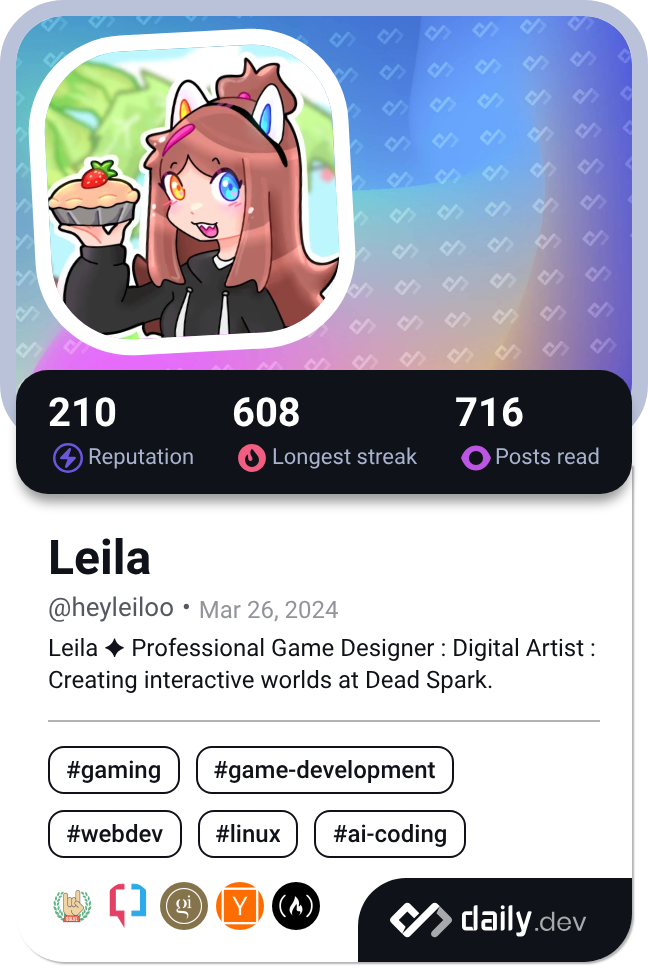 210
608
716
Reputation
Longest streak
Posts read
Leila
@heyleiloo • Mar 26, 2024
Leila ✦ Professional Game Designer : Digital Artist :
Creating interactive worlds at Dead Spark.
#gaming
#game-development
#webdev
#linux
#ai-coding
gi
Y
daily.dev